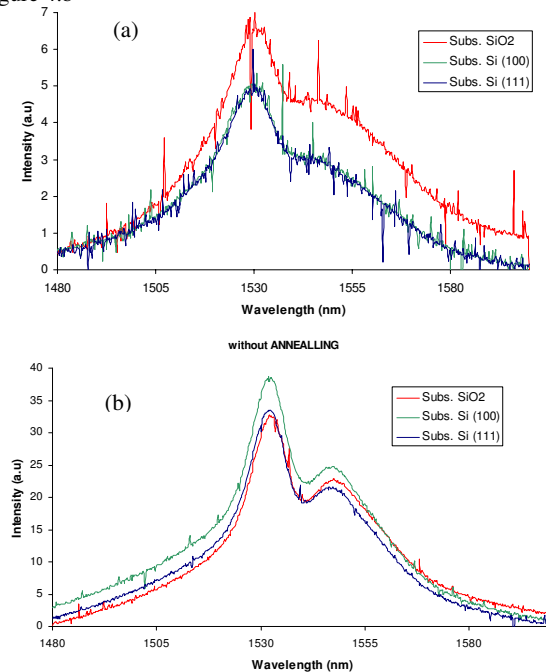 (a)
Subs. SiO2
Subs. Si (100)
Subs. Si (111)
7
6
5
4
3
2
1
0
Intensity (a.u)
1480 1505 1530 1555 1580
Wavelength (nm)
without ANNEALLING
(b)
Subs. SiO2
Subs. Si (100)
Subs. Si (111)
40
35
30
25
20
15
10
5
0
Intensity (a.u)
1480 1505 1530 1555 1580
Wavelength (nm)